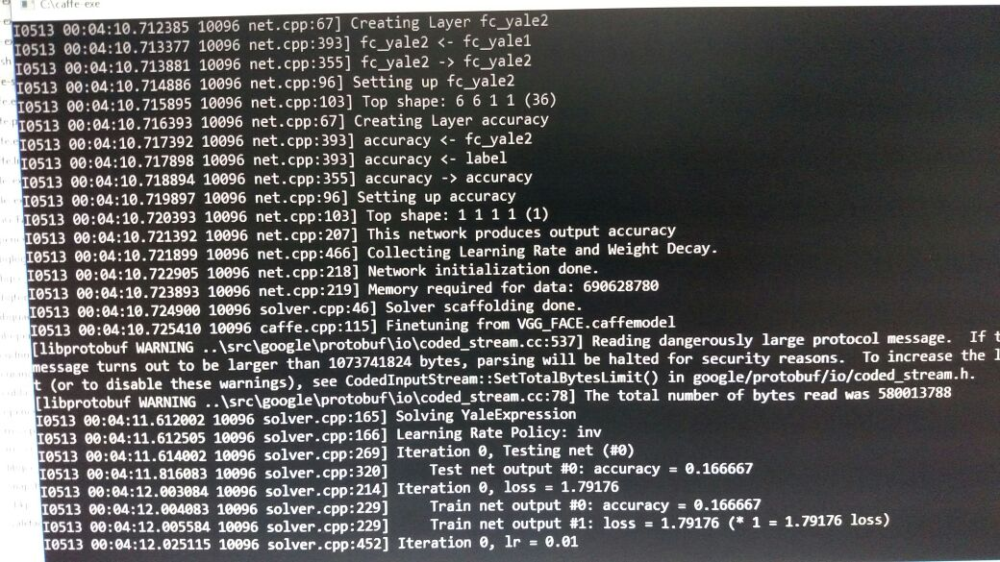 C:\caffe-exe
I0513 00:04:10.712385 10096 net.cpp:67] Creating Layer fc_yale2
I0513 00:04:10.713377 10096 net.cpp:393] fc_yale2 <- fc_yale1
I0513 00:04:10.713881 10096 net.cpp:355] fc_yale2 -> fc_yale2
I0513 00:04:10.714886 10096 net.cpp:96] Setting up fc_yale2
I0513 00:04:10.715895 10096 net.cpp:103] Top shape: 6 6 1 1 (36)
I0513 00:04:10.716393 10096 net.cpp:67] Creating Layer accuracy
I0513 00:04:10.717392 10096 net.cpp:393] accuracy <- fc_yale2
I0513 00:04:10.717898 10096 net.cpp:393] accuracy <- label
I0513 00:04:10.718894 10096 net.cpp:355] accuracy -> accuracy
I0513 00:04:10.719897 10096 net.cpp:96] Setting up accuracy
I0513 00:04:10.720393 10096 net.cpp:103] Top shape: 1 1 1 1 (1)
I0513 00:04:10.721392 10096 net.cpp:207] This network produces output accuracy
I0513 00:04:10.721899 10096 net.cpp:466] Collecting Learning Rate and Weight Decay.
I0513 00:04:10.722905 10096 net.cpp:218] Network initialization done.
I0513 00:04:10.723893 10096 net.cpp:219] Memory required for data: 690628780
I0513 00:04:10.724900 10096 solver.cpp:46] Solver scaffolding done.
I0513 00:04:10.725410 10096 caffe.cpp:115] Finetuning from VGG_FACE.caffemodel
[libprotobuf WARNING ..\src\google\protobuf\io\coded_stream.cc:537] Reading dangerously large protocol message.  If t
message turns out to be larger than 1073741824 bytes, parsing will be halted for security reasons.  To increase the l
t (or to disable these warnings), see CodedInputStream::SetTotalBytesLimit() in google/protobuf/io/coded_stream.h.
[libprotobuf WARNING ..\src\google\protobuf\io\coded_stream.cc:78] The total number of bytes read was 580013788
I0513 00:04:11.612002 10096 solver.cpp:165] Solving YaleExpression
I0513 00:04:11.612505 10096 solver.cpp:166] Learning Rate Policy: inv
I0513 00:04:11.614002 10096 solver.cpp:269] Iteration 0, Testing net (#0)
I0513 00:04:11.816083 10096 solver.cpp:320]     Test net output #0: accuracy = 0.166667
I0513 00:04:12.003084 10096 solver.cpp:214] Iteration 0, loss = 1.79176
I0513 00:04:12.004083 10096 solver.cpp:229]     Train net output #0: accuracy = 0.166667
I0513 00:04:12.005584 10096 solver.cpp:229]     Train net output #1: loss = 1.79176 (* 1 = 1.79176 loss)
I0513 00:04:12.025115 10096 solver.cpp:452] Iteration 0, lr = 0.01